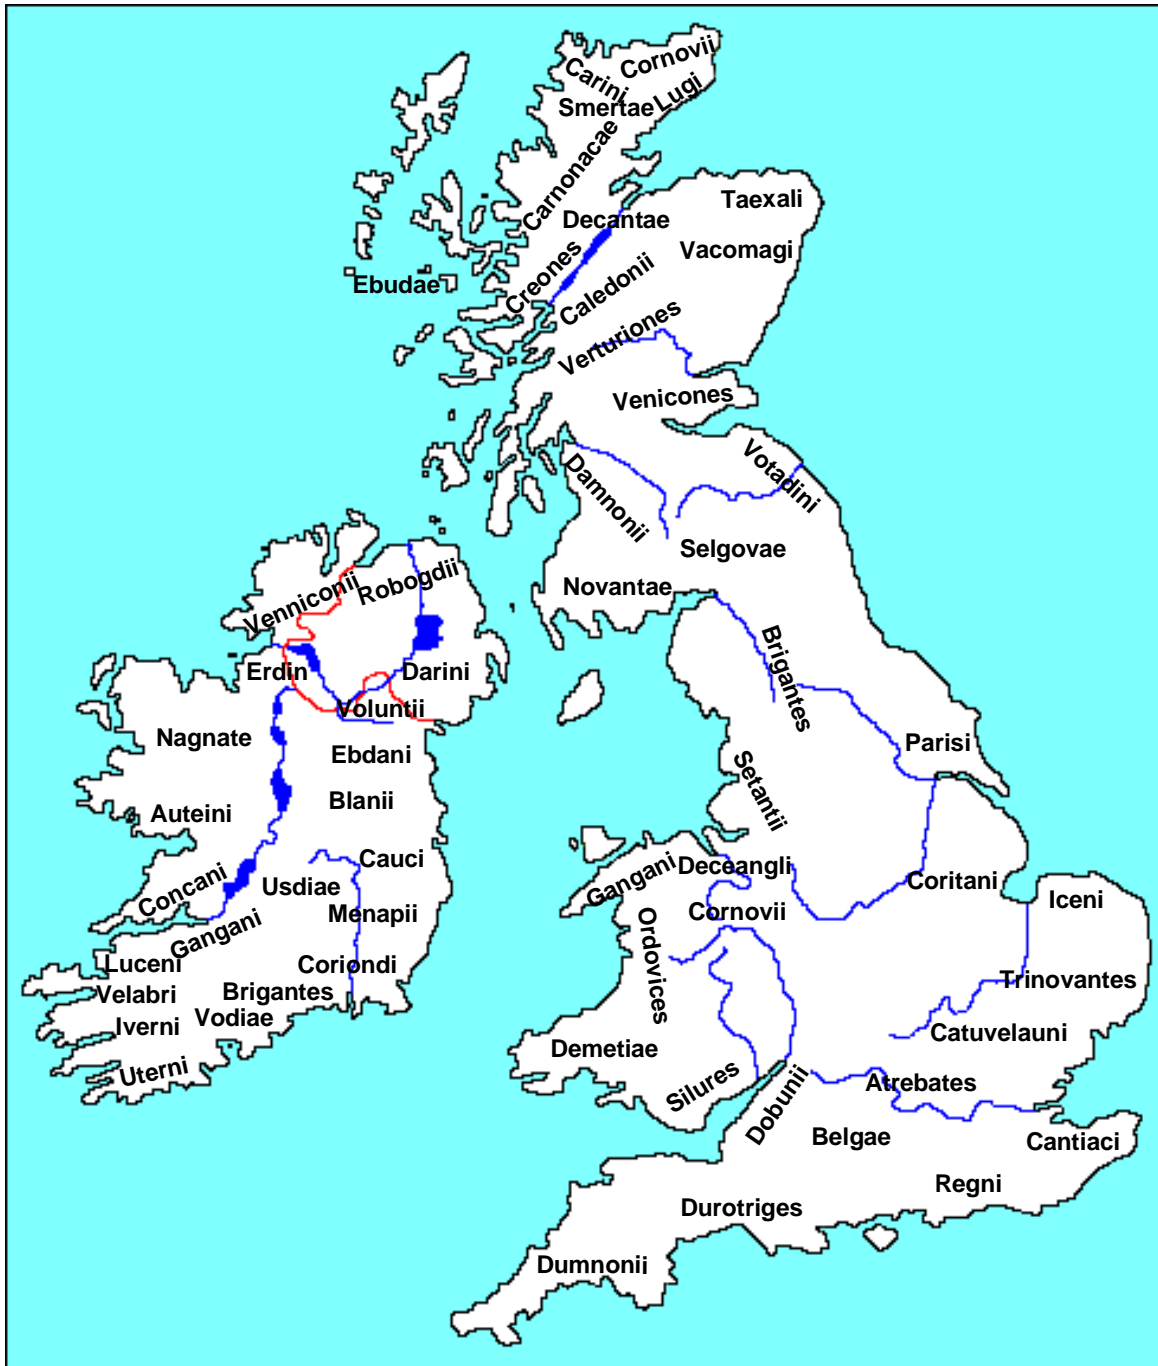 Cornovii
Carini
Lugi
Smertae
Carnonacae
Taexali
Decantae
Vacomagi
Creones
Ebudae
Caledonii
Verturiones
Venicones
Votadini
Damnonii
Selgovae
Novantae
Robogdii
Venniconii
Brigantes
Erdin
Darini
Voluntii
Nagnate
Ebdani
Parisi
Setantii
Blanii
Auteini
Cauci
Deceangli
Gangani
Coritani
Concani
Usdiae
Iceni
Menapii
Cornovii
Gangani
Ordovices
Luceni
Coriondi
Trinovantes
Velabri
Brigantes
Vodiae
Iverni
Catuvelauni
Demetiae
Uterni
Silures
Atrebates
Dobunii
Belgae
Cantiaci
Regni
Durotriges
Dumnonii